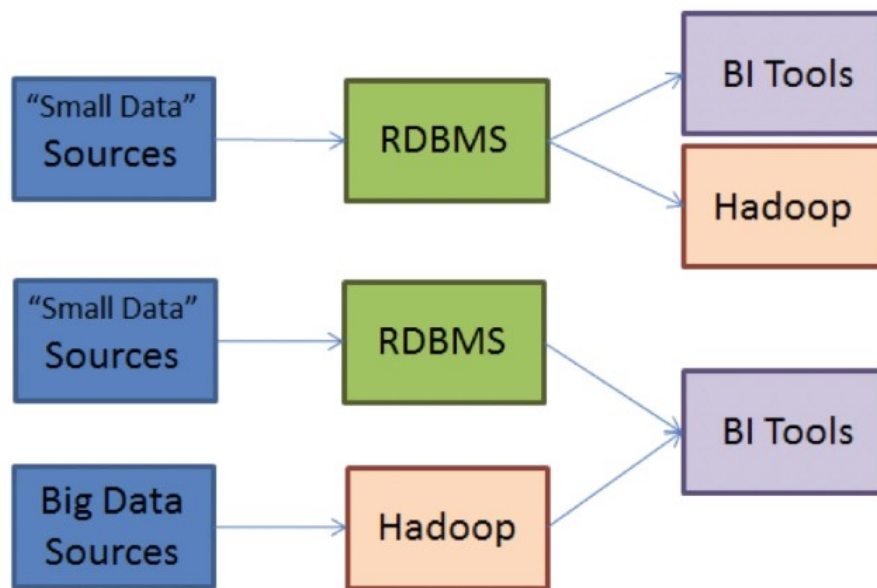 “Small Data”
Sources
RDBMS
BI Tools
Hadoop
“Small Data”
Sources
RDBMS
BI Tools
Big Data
Sources
Hadoop